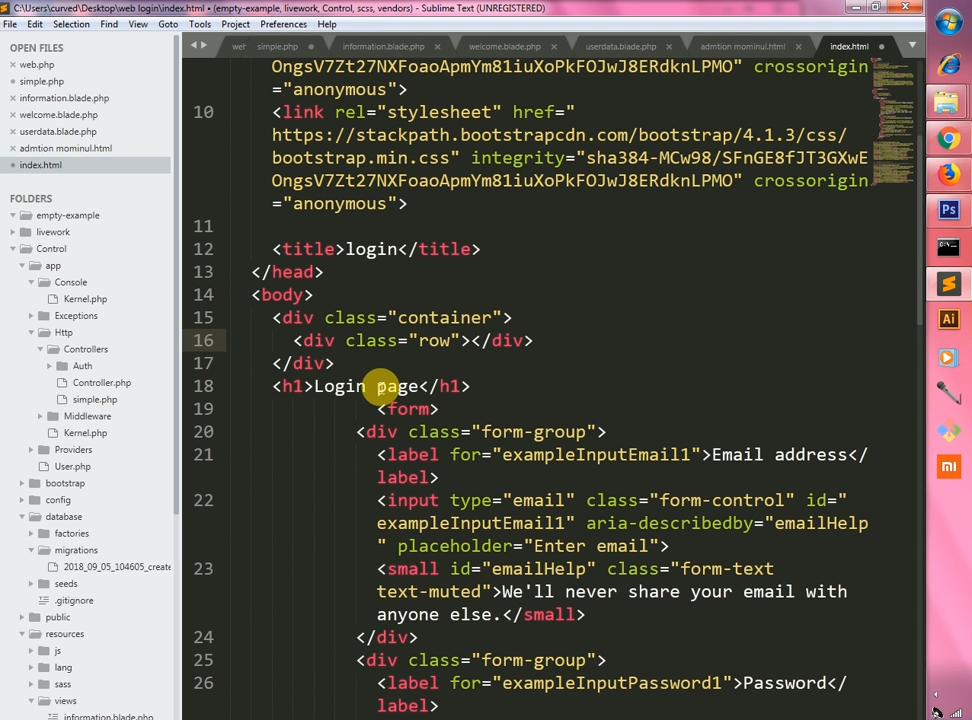 C:\Users\curved\Desktop\web login\index.html • (empty-example, livework, Control, scss, vendors) - Sublime Text (UNREGISTERED)
File Edit Selection Find View Goto Tools Project Preferences Help
OPEN FILES
web.php
simple.php
information.blade.php
welcome.blade.php
userdata.blade.php
admtion mominul.html
index.html
FOLDERS
empty-example
livework
Control
app
Console
Kernel.php
Exceptions
Http
Controllers
Auth
Controller.php
simple.php
Middleware
Kernel.php
Providers
User.php
bootstrap
config
database
factories
migrations
2018_09_05_104605_create
seeds
.gitignore
public
resources
js
lang
sass
views
information.blade.php
simple.php information.blade.php welcome.blade.php userdata.blade.php admtion mominul.html index.html
OngsV7Zt27NXFoaoApmYm81iuXoPkFOJwJ8ERdknLPMO" crossorigin
="anonymous">
10 <link rel="stylesheet" href="
https://stackpath.bootstrapcdn.com/bootstrap/4.1.3/css/
bootstrap.min.css" integrity="sha384-MCw98/SFnGE8fJT3GXwE
OngsV7Zt27NXFoaoApmYm81iuXoPkFOJwJ8ERdknLPMO" crossorigin
="anonymous">
11
12 <title>login</title>
13 </head>
14 <body>
15 <div class="container">
16 <div class="row"></div>
17 </div>
18 <h1>Login page</h1>
19 <form>
20 <div class="form-group">
21 <label for="exampleInputEmail1">Email address</
label>
22 <input type="email" class="form-control" id="
exampleInputEmail1" aria-describedby="emailHelp
" placeholder="Enter email">
23 <small id="emailHelp" class="form-text
text-muted">We'll never share your email with
anyone else.</small>
24 </div>
25 <div class="form-group">
26 <label for="exampleInputPassword1">Password</
label>
Ps
C:\_
Ai
mi